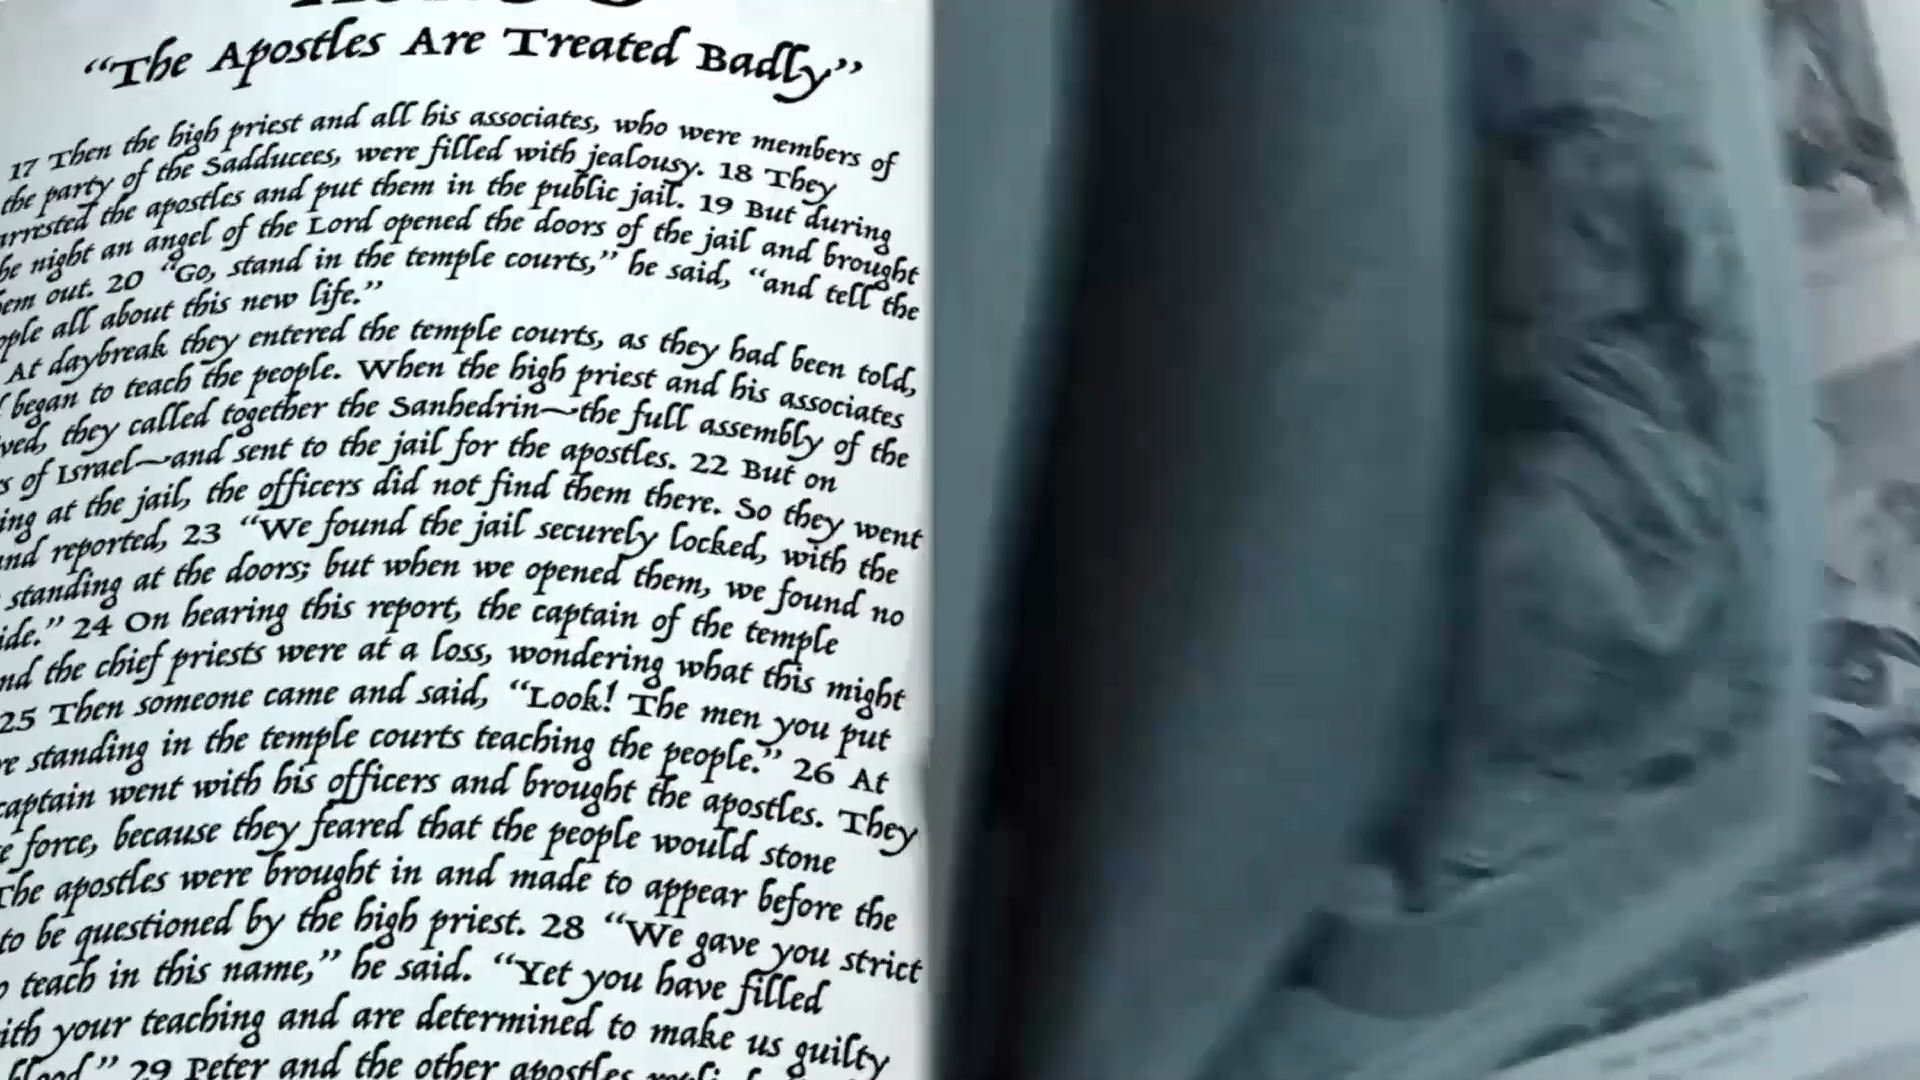 "The Apostles Are Treated Badly"
17 Then the high priest and all his associates, who were members of
the party of the Sadducees, were filled with jealousy. 18 They
arrested the apostles and put them in the public jail. 19 But during
he night an angel of the Lord opened the doors of the jail and brought
em out. 20 "Go, stand in the temple courts," he said, "and tell the
ople all about this new life."
At daybreak they entered the temple courts, as they had been told,
began to teach the people. When the high priest and his associates
ved, they called together the Sanhedrin—the full assembly of the
s of Israel—and sent to the jail for the apostles. 22 But on
ing at the jail, the officers did not find them there. So they went
and reported, 23 "We found the jail securely locked, with the
standing at the doors; but when we opened them, we found no
ide." 24 On hearing this report, the captain of the temple
nd the chief priests were at a loss, wondering what this might
25 Then someone came and said, "Look! The men you put
re standing in the temple courts teaching the people." 26 At
captain went with his officers and brought the apostles. They
e force, because they feared that the people would stone
The apostles were brought in and made to appear before the
to be questioned by the high priest. 28 "We gave you strict
o teach in this name," he said. "Yet you have filled
ith your teaching and are determined to make us guilty
blood." 29 Peter and the other apostles